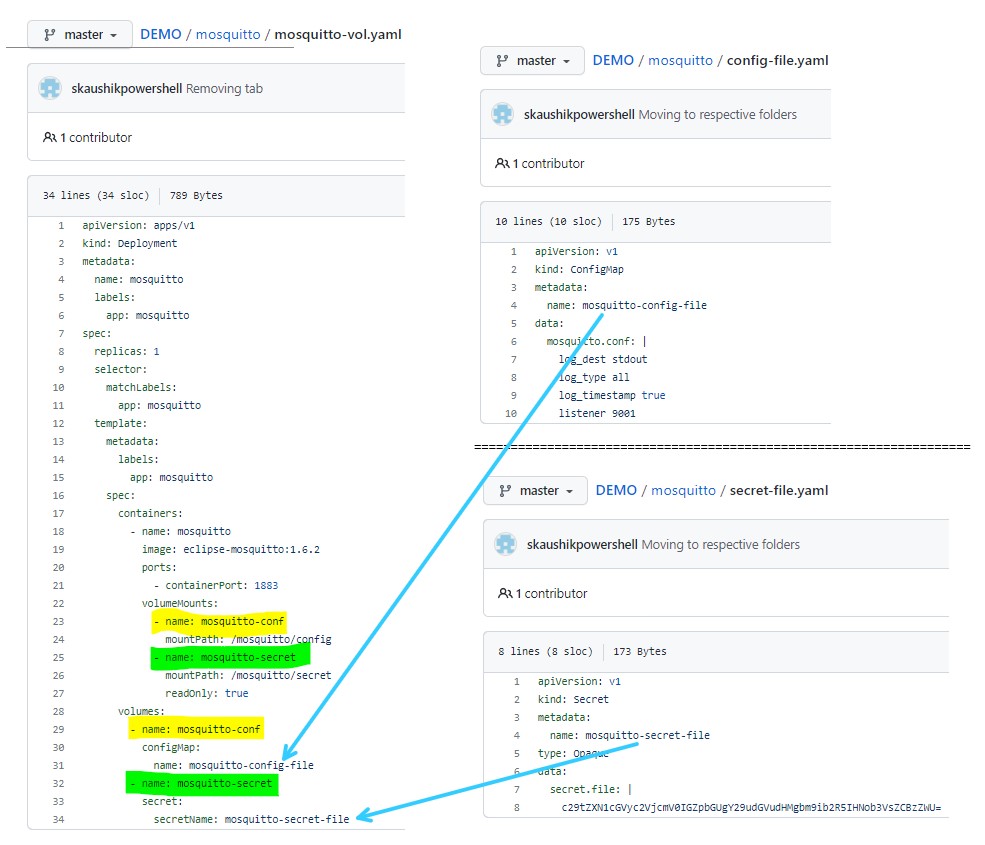 master DEMO / mosquitto / mosquitto-vol.yaml
skaushikpowershell Removing tab
1 contributor
34 lines (34 sloc) 789 Bytes
1 apiVersion: apps/v1
2 kind: Deployment
3 metadata:
4 name: mosquitto
5 labels:
6 app: mosquitto
7 spec:
8 replicas: 1
9 selector:
10 matchLabels:
11 app: mosquitto
12 template:
13 metadata:
14 labels:
15 app: mosquitto
16 spec:
17 containers:
18 - name: mosquitto
19 image: eclipse-mosquitto:1.6.2
20 ports:
21 - containerPort: 1883
22 volumeMounts:
23 - name: mosquitto-conf
24 mountPath: /mosquitto/config
25 - name: mosquitto-secret
26 mountPath: /mosquitto/secret
27 readOnly: true
28 volumes:
29 - name: mosquitto-conf
30 configMap:
31 name: mosquitto-config-file
32 - name: mosquitto-secret
33 secret:
34 secretName: mosquitto-secret-file
master DEMO / mosquitto / config-file.yaml
skaushikpowershell Moving to respective folders
1 contributor
10 lines (10 sloc) 175 Bytes
1 apiVersion: v1
2 kind: ConfigMap
3 metadata:
4 name: mosquitto-config-file
5 data:
6 mosquitto.conf: |
7 log_dest stdout
8 log_type all
9 log_timestamp true
10 listener 9001
master DEMO / mosquitto / secret-file.yaml
skaushikpowershell Moving to respective folders
1 contributor
8 lines (8 sloc) 173 Bytes
1 apiVersion: v1
2 kind: Secret
3 metadata:
4 name: mosquitto-secret-file
5 type: Opaque
6 data:
7 secret.file: |
8 c29tZXN1cGVyc2VjcmV0IGZpbGUgY29udGVudHMgbm9ib2R5IHNob3VsZCBzZWU=